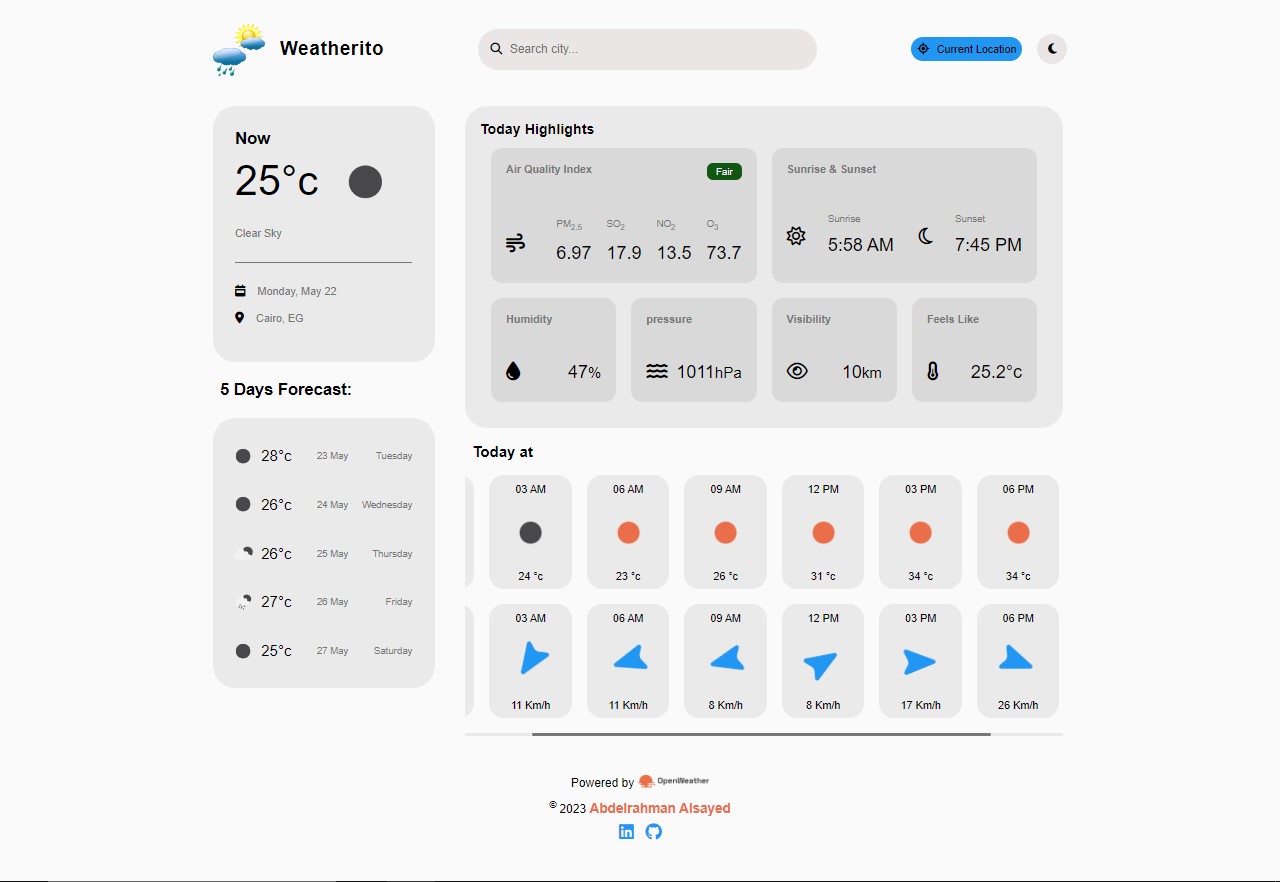 Weatherito
Search city...
Current Location
Now
25°c
Clear Sky
Monday, May 22
Cairo, EG
5 Days Forecast:
28°c 23 May Tuesday
26°c 24 May Wednesday
26°c 25 May Thursday
27°c 26 May Friday
25°c 27 May Saturday
Today Highlights
Air Quality Index Fair
PM2.5 SO2 NO2 O3
6.97 17.9 13.5 73.7
Sunrise & Sunset
Sunrise Sunset
5:58 AM 7:45 PM
Humidity
47%
pressure
1011hPa
Visibility
10km
Feels Like
25.2°c
Today at
03 AM 06 AM 09 AM 12 PM 03 PM 06 PM
24 °c 23 °c 26 °c 31 °c 34 °c 34 °c
03 AM 06 AM 09 AM 12 PM 03 PM 06 PM
11 Km/h 11 Km/h 8 Km/h 8 Km/h 17 Km/h 26 Km/h
Powered by OpenWeather
© 2023 Abdelrahman Alsayed
in